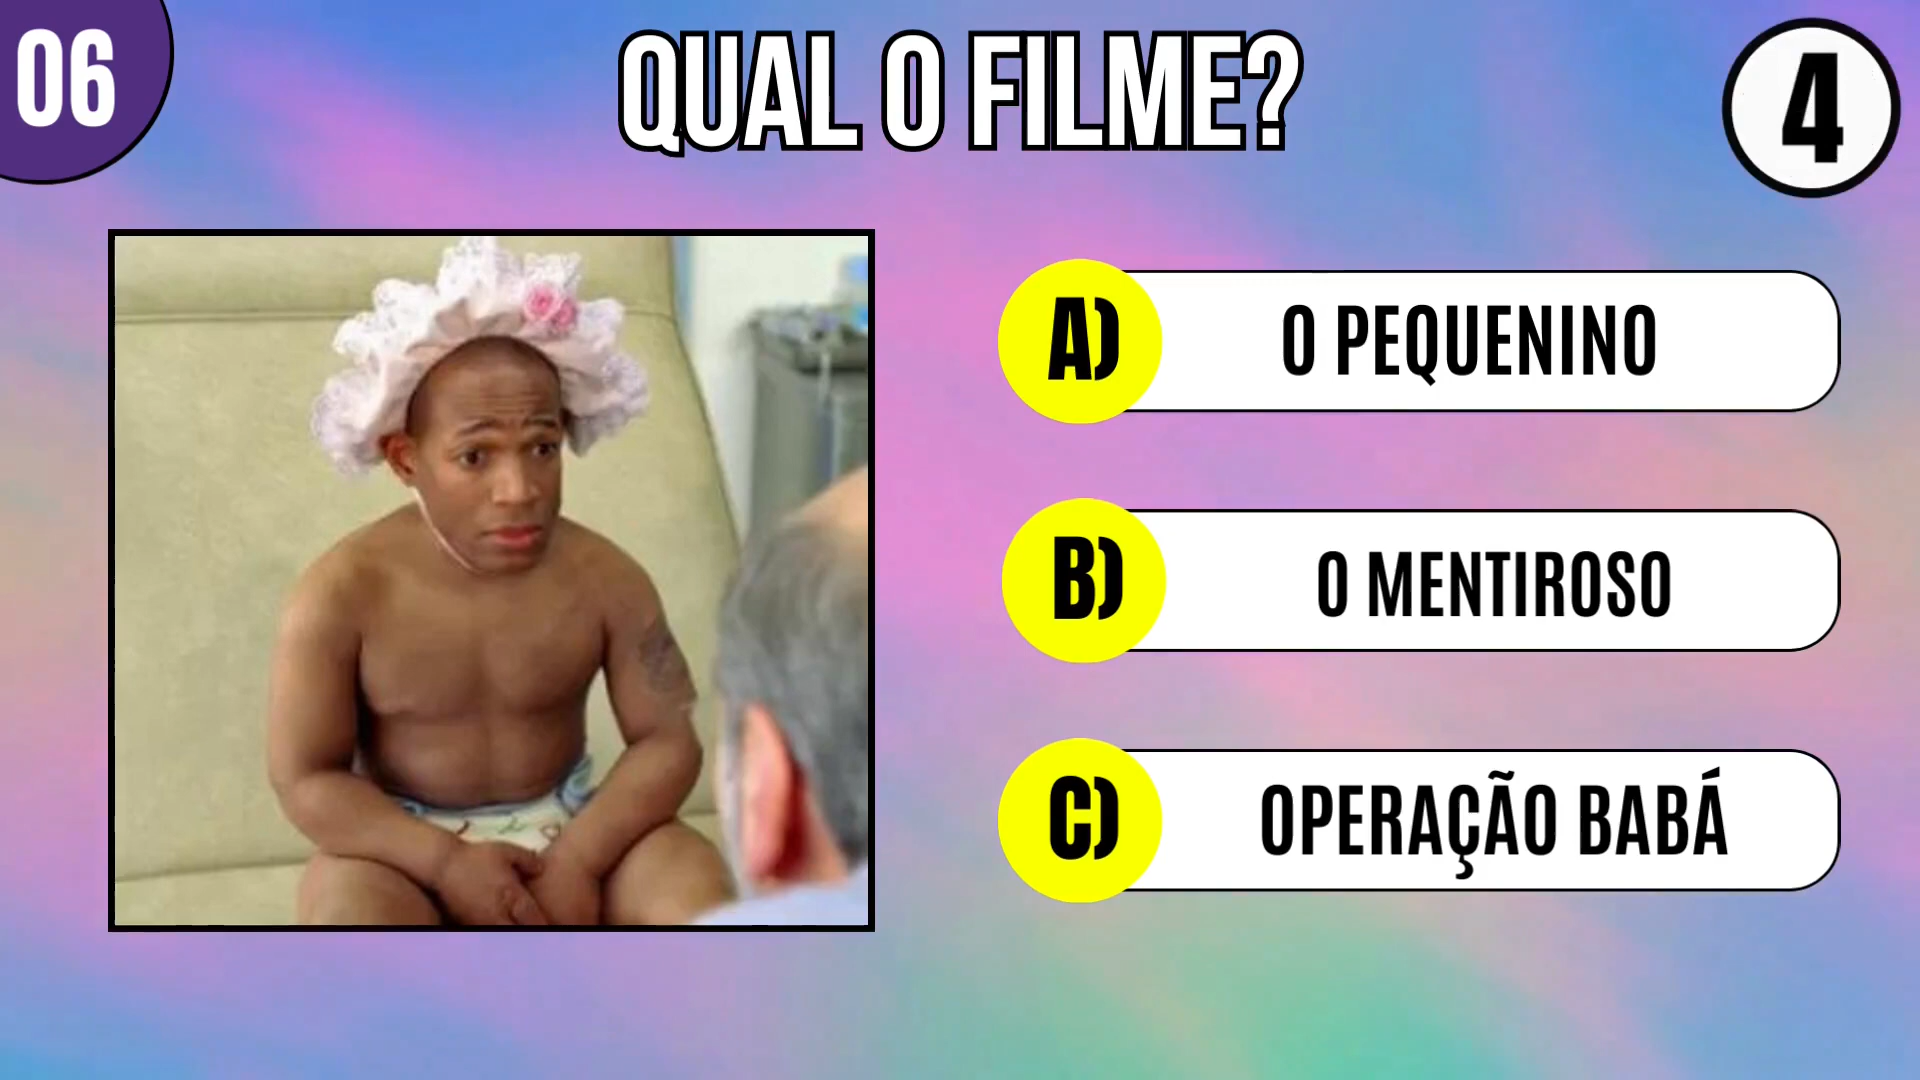 06
QUAL O FILME?
4
A) O PEQUENINO
B) O MENTIROSO
C) OPERAÇÃO BABÁ